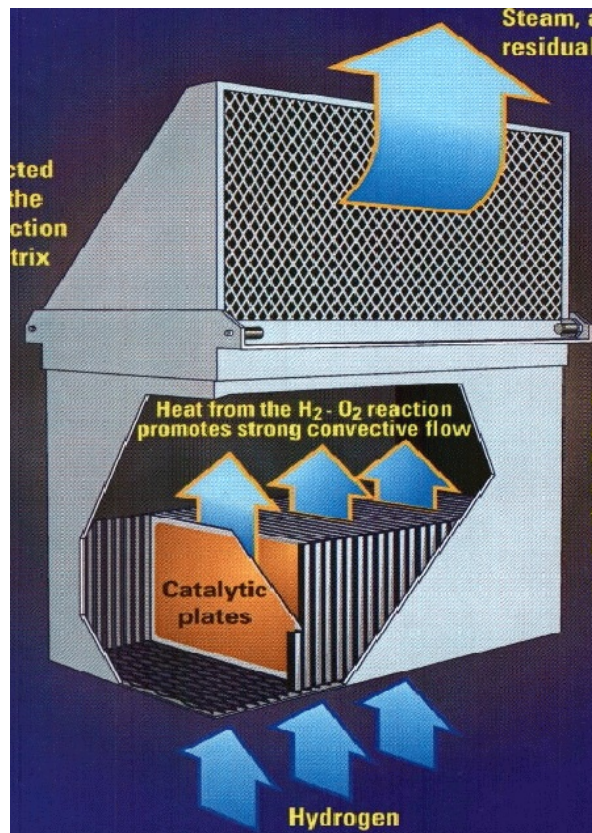 Steam, a
residual
cted
the
ction
trix
Heat from the H₂ - O₂ reaction
promotes strong convective flow
Catalytic
plates
Hydrogen